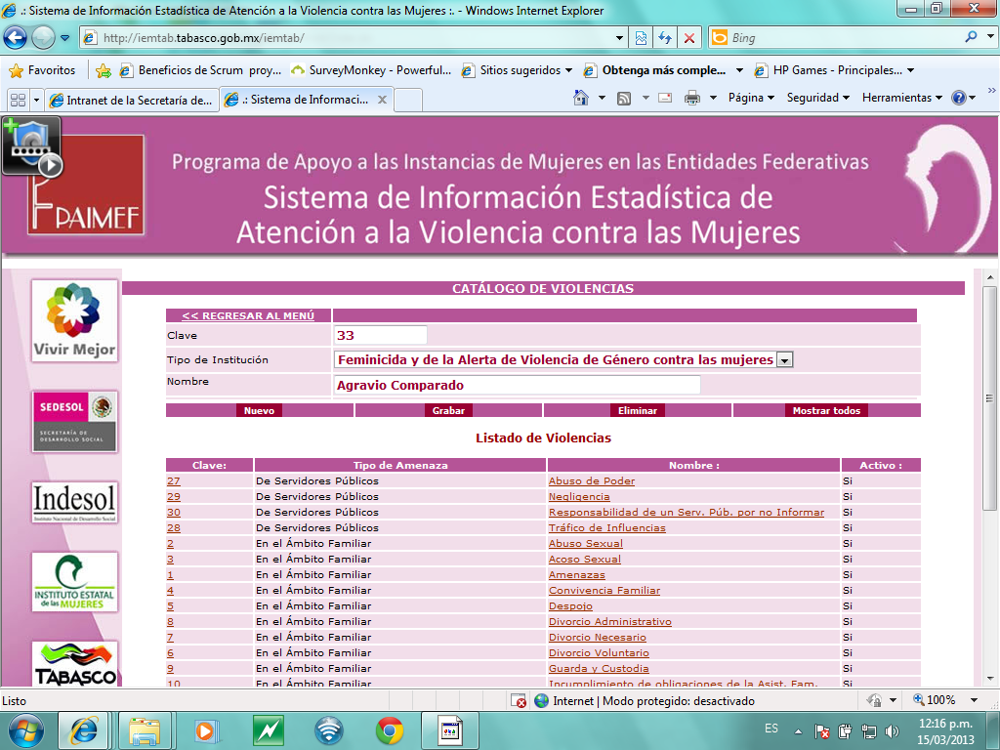 .: Sistema de Información Estadística de Atención a la Violencia contra las Mujeres :. - Windows Internet Explorer
http://iemtab.tabasco.gob.mx/iemtab/
Bing
Favoritos
Beneficios de Scrum proy...
SurveyMonkey - Powerful...
Sitios sugeridos
Obtenga más comple...
HP Games - Principales...
Intranet de la Secretaría de...
.: Sistema de Informaci...
Página
Seguridad
Herramientas
PAIMEF
Programa de Apoyo a las Instancias de Mujeres en las Entidades Federativas
Sistema de Información Estadística de
Atención a la Violencia contra las Mujeres
Vivir Mejor
SEDESOL
SECRETARÍA DE
DESARROLLO SOCIAL
Indesol
Instituto Nacional de Desarrollo Social
INSTITUTO ESTATAL
de las MUJERES
TABASCO
CATÁLOGO DE VIOLENCIAS
<< REGRESAR AL MENÚ
Clave 33
Tipo de Institución Feminicida y de la Alerta de Violencia de Género contra las mujeres
Nombre Agravio Comparado
Nuevo Grabar Eliminar Mostrar todos
Listado de Violencias
Clave: Tipo de Amenaza Nombre : Activo :
27 De Servidores Públicos Abuso de Poder Si
29 De Servidores Públicos Negligencia Si
30 De Servidores Públicos Responsabilidad de un Serv. Púb. por no Informar Si
28 De Servidores Públicos Tráfico de Influencias Si
2 En el Ámbito Familiar Abuso Sexual Si
3 En el Ámbito Familiar Acoso Sexual Si
1 En el Ámbito Familiar Amenazas Si
4 En el Ámbito Familiar Convivencia Familiar Si
5 En el Ámbito Familiar Despojo Si
8 En el Ámbito Familiar Divorcio Administrativo Si
7 En el Ámbito Familiar Divorcio Necesario Si
6 En el Ámbito Familiar Divorcio Voluntario Si
9 En el Ámbito Familiar Guarda y Custodia Si
10 En el Ámbito Familiar Incumplimiento de obligaciones de la Asist. Fam. Si
Listo
Internet | Modo protegido: desactivado
100%
ES
12:16 p.m.
15/03/2013